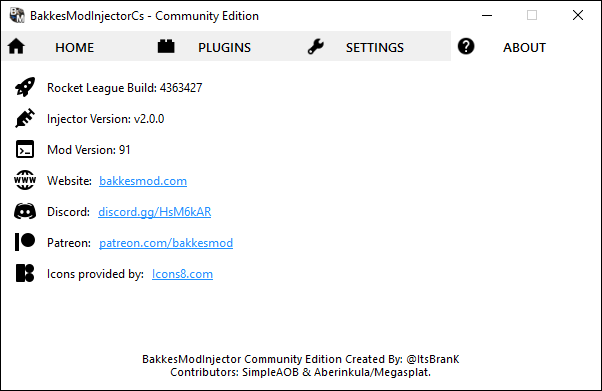 BakkesModInjectorCs - Community Edition
HOME PLUGINS SETTINGS ABOUT
Rocket League Build: 4363427
Injector Version: v2.0.0
Mod Version: 91
WWW Website: bakkesmod.com
Discord: discord.gg/HsM6kAR
Patreon: patreon.com/bakkesmod
Icons provided by: Icons8.com
BakkesModInjector Community Edition Created By: @ItsBranK
Contributors: SimpleAOB & Aberinkula/Megasplat.